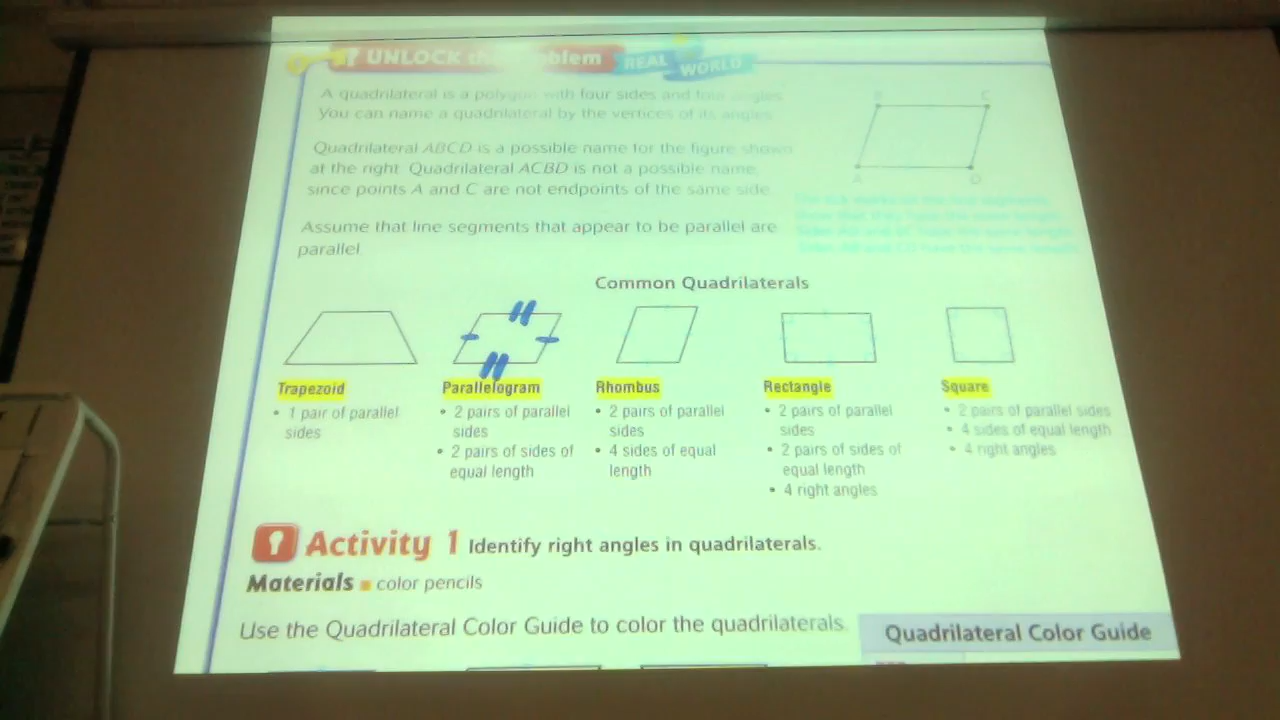 UNLOCK the Problem REAL WORLD
A quadrilateral is a polygon with four sides and four angles.
You can name a quadrilateral by the vertices of its angles.
Quadrilateral ABCD is a possible name for the figure shown
at the right. Quadrilateral ACBD is not a possible name,
since points A and C are not endpoints of the same side.
Assume that line segments that appear to be parallel are
parallel.
B C
A D
Common Quadrilaterals
Trapezoid
• 1 pair of parallel
sides
Parallelogram
• 2 pairs of parallel
sides
• 2 pairs of sides of
equal length
Rhombus
• 2 pairs of parallel
sides
• 4 sides of equal
length
Rectangle
• 2 pairs of parallel
sides
• 2 pairs of sides of
equal length
• 4 right angles
Square
• 2 pairs of parallel sides
• 4 sides of equal length
• 4 right angles
Activity 1 Identify right angles in quadrilaterals.
Materials ■ color pencils
Use the Quadrilateral Color Guide to color the quadrilaterals.
Quadrilateral Color Guide